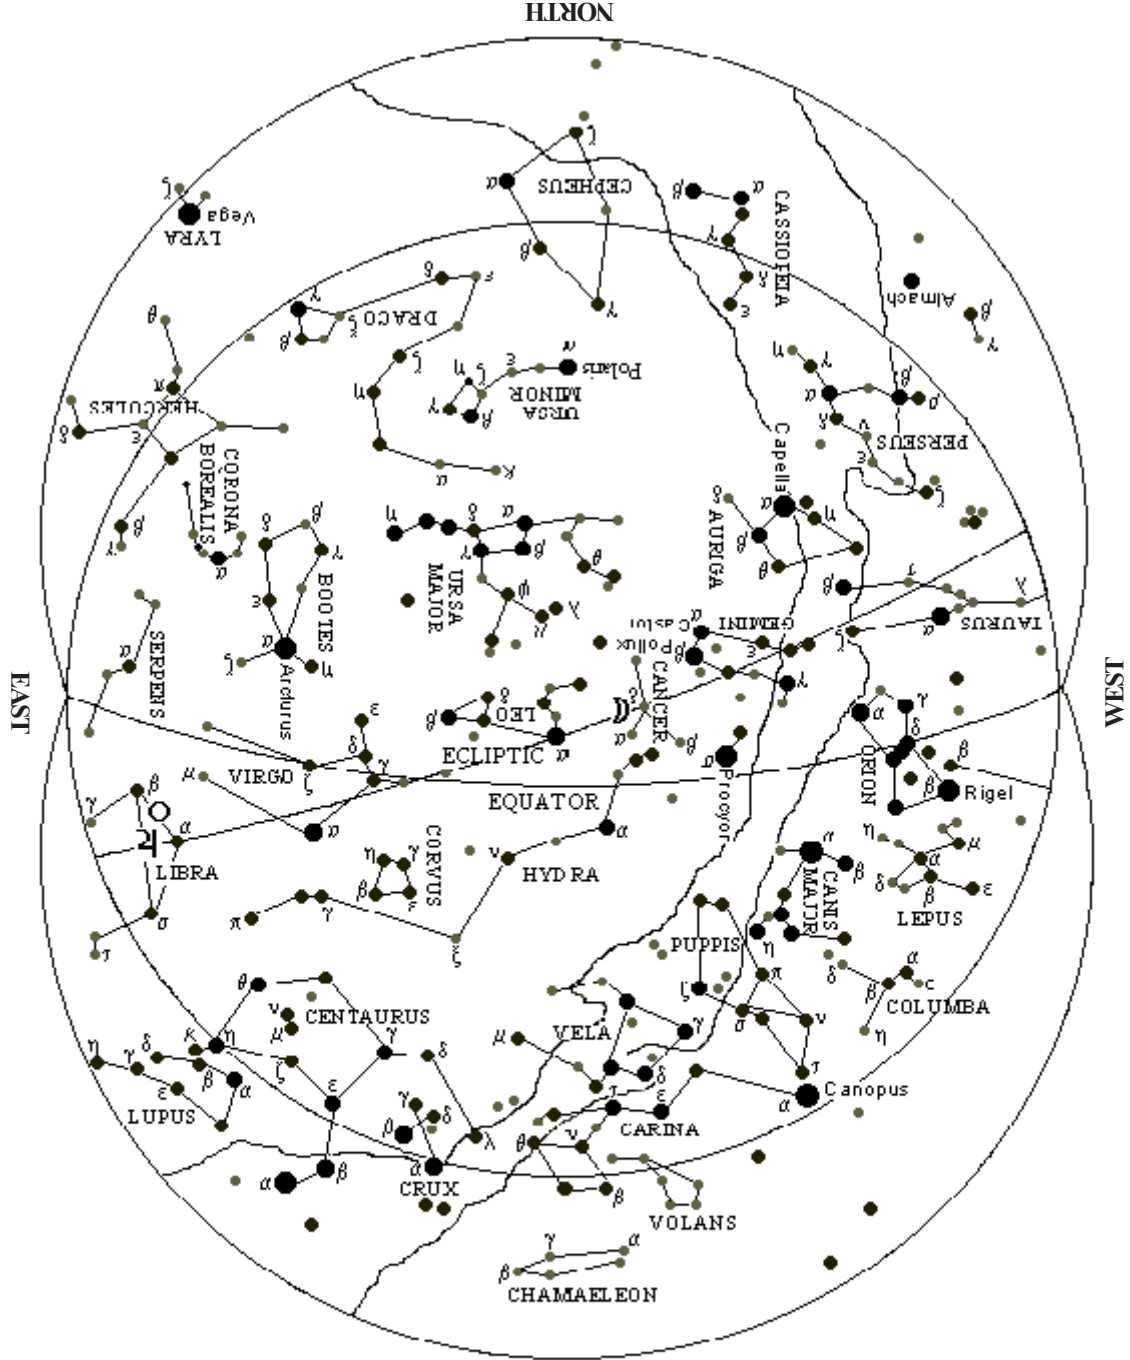 NORTH
ζ
α
CEPHEUS
β
α
ζ
CASSIOPEIA
Vega
LYRA
γ
β
δ
ε
δ
γ
DRACO
ζ
β
ε
γ
Almach
β
γ
θ
α
Polaris
ε
ζ
η
URSA
MINOR
γ
β
ζ
η
η
γ
β
α
ρ
δ
ν
PERSEUS
ε
ζ
π
HERCULES
ε
δ
CORONA
BOREALIS
α
κ
Capella
β
γ
δ
β
γ
ε
BOOTES
α
η
ζ
Arcturus
η
δ
α
γ
β
θ
URSA
MAJOR
ψ
λ
μ
δ
α
η
AURIGA
β
θ
β
τ
λ
TAURUS
α
ζ
SERPENS
α
α
Castor
GEMINI
β
Pollux
ε
γ
CANCER
δ
α
β
EAST
WEST
ε
δ
γ
VIRGO
ζ
μ
α
β
δ
LEO
α
ECLIPTIC
EQUATOR
α
Procyon
α
γ
δ
ORION
β
β
Rigel
β
γ
α
LIBRA
σ
τ
CORVUS
η
γ
β
ε
ν
HYDRA
α
π
γ
ξ
α
β
CANIS
MAJOR
η
η
μ
α
δ
β
ε
LEPUS
PUPPIS
ζ
π
σ
ν
τ
δ
α
β
ε
COLUMBA
η
θ
ν
CENTAURUS
μ
κ
η
ζ
γ
δ
ε
μ
VELA
γ
δ
η
γ
δ
β
α
ε
LUPUS
γ
δ
β
α
CRUX
λ
α
β
θ
ν
ε
CARINA
β
Canopus
α
VOLANS
γ
α
β
CHAMAELEON